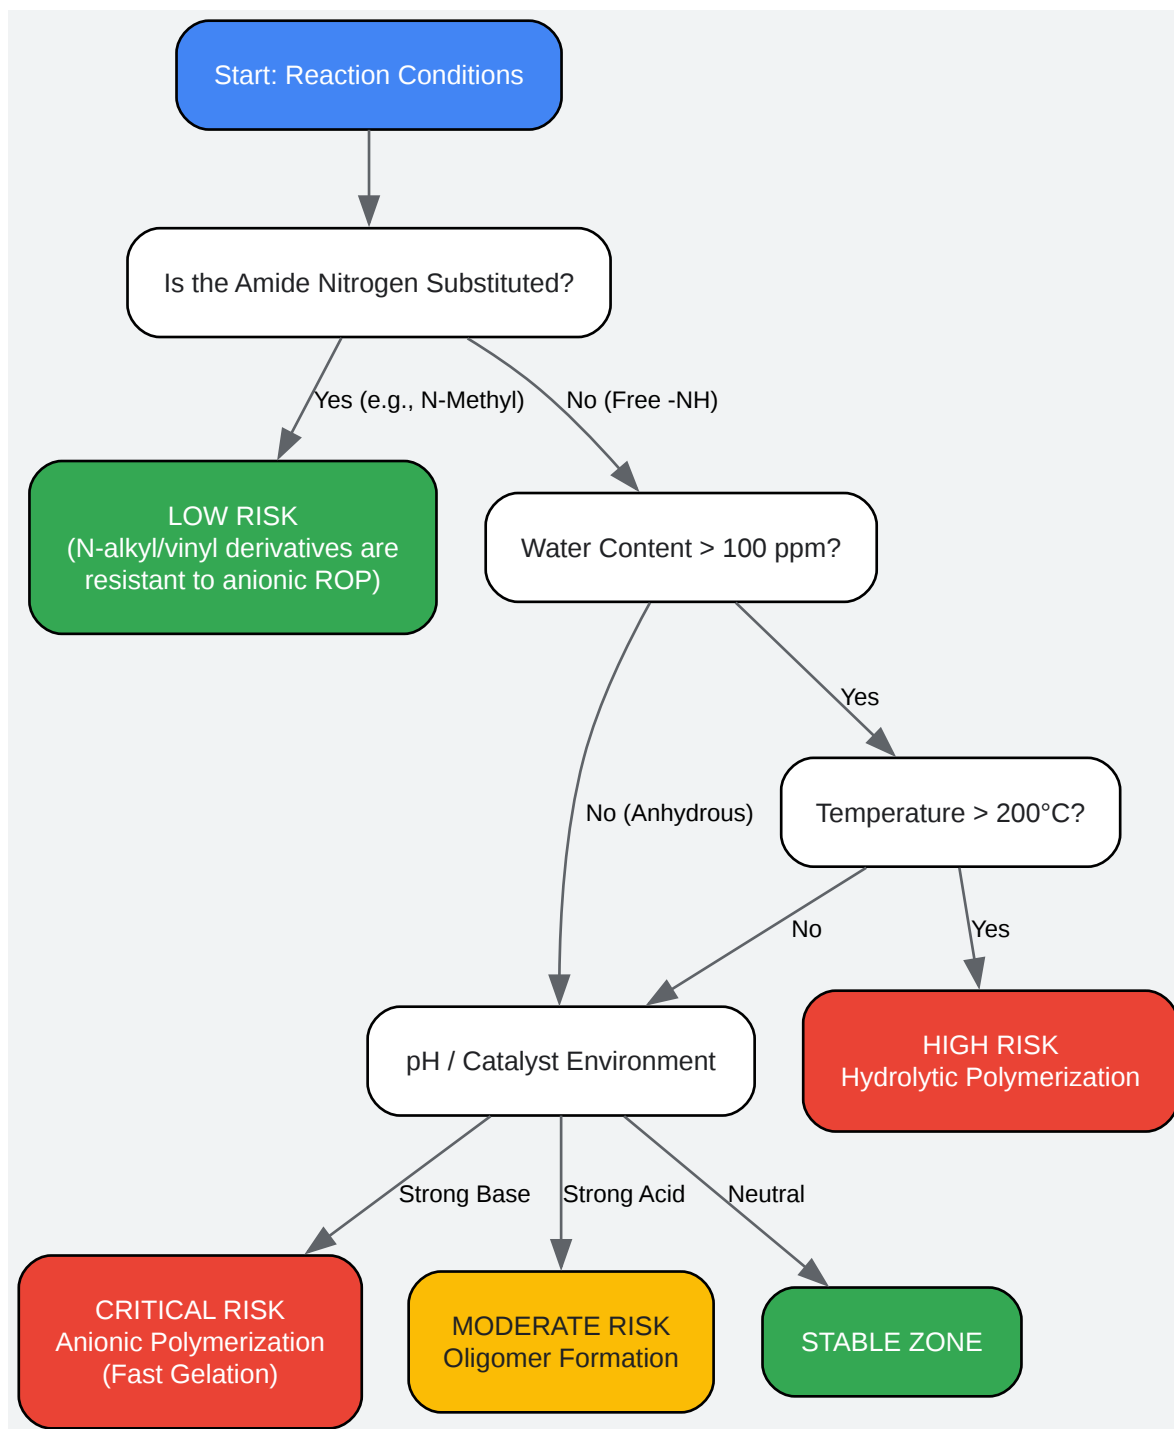 Start: Reaction Conditions
Is the Amide Nitrogen Substituted?
Yes (e.g., N-Methyl)
No (Free -NH)
LOW RISK
(N-alkyl/vinyl derivatives are
resistant to anionic ROP)
Water Content > 100 ppm?
Yes
No (Anhydrous)
Temperature > 200°C?
No
Yes
pH / Catalyst Environment
HIGH RISK
Hydrolytic Polymerization
Strong Base
Strong Acid
Neutral
CRITICAL RISK
Anionic Polymerization
(Fast Gelation)
MODERATE RISK
Oligomer Formation
STABLE ZONE